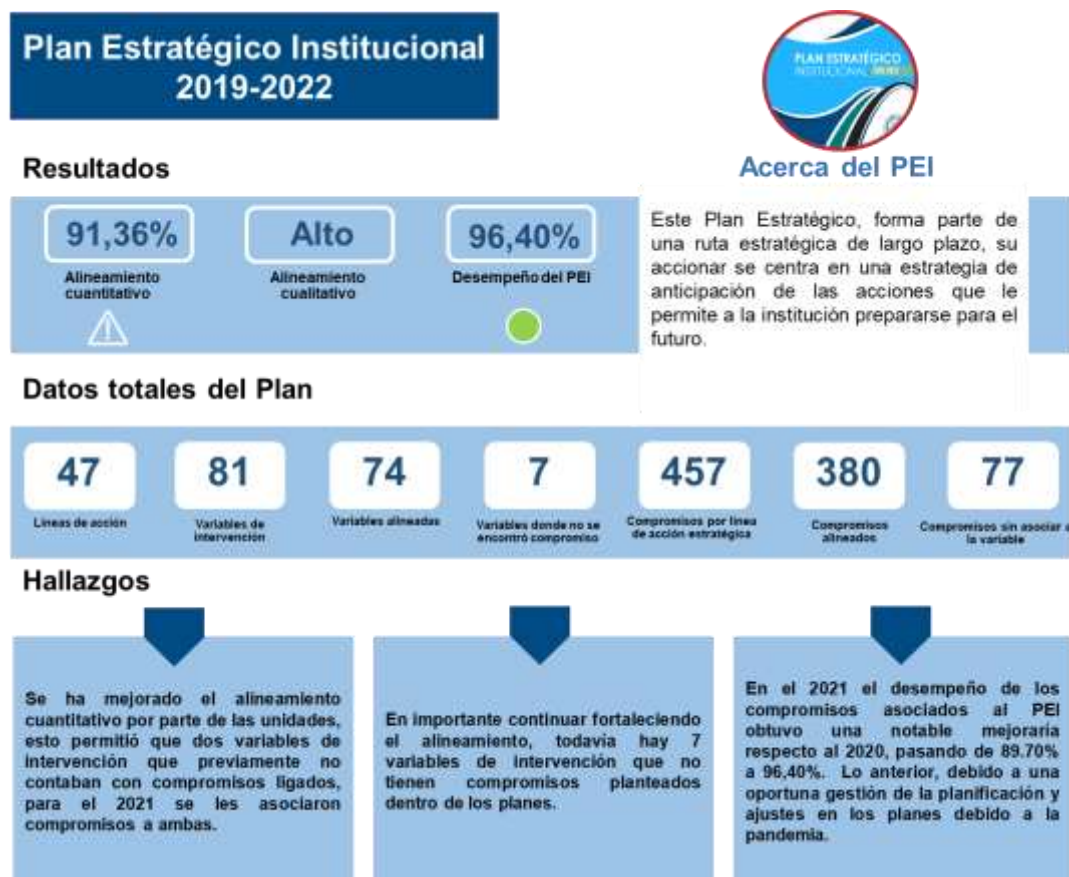 Plan Estratégico Institucional
2019-2022
PLAN ESTRATÉGICO
INSTITUCIONAL
Acerca del PEI
Resultados
91,36%
Alineamiento
cuantitativo
Alto
Alineamiento
cualitativo
96,40%
Desempeño del PEI
Este Plan Estratégico, forma parte de
una ruta estratégica de largo plazo, su
accionar se centra en una estrategia de
anticipación de las acciones que le
permite a la institución prepararse para el
futuro.
Datos totales del Plan
47
Líneas de acción
81
Variables de
intervención
74
Variables alineadas
7
Variables donde no se
encontró compromiso
457
Compromisos por línea
de acción estratégica
380
Compromisos
alineados
77
Compromisos sin asociar a
la variable
Hallazgos
Se ha mejorado el alineamiento
cuantitativo por parte de las unidades,
esto permitió que dos variables de
intervención que previamente no
contaban con compromisos ligados,
para el 2021 se les asociaron
compromisos a ambas.
En importante continuar fortaleciendo
el alineamiento, todavía hay 7
variables de intervención que no
tienen compromisos planteados
dentro de los planes.
En el 2021 el desempeño de los
compromisos asociados al PEI
obtuvo una notable mejoraría
respecto al 2020, pasando de 89.70%
a 96,40%. Lo anterior, debido a una
oportuna gestión de la planificación y
ajustes en los planes debido a la
pandemia.